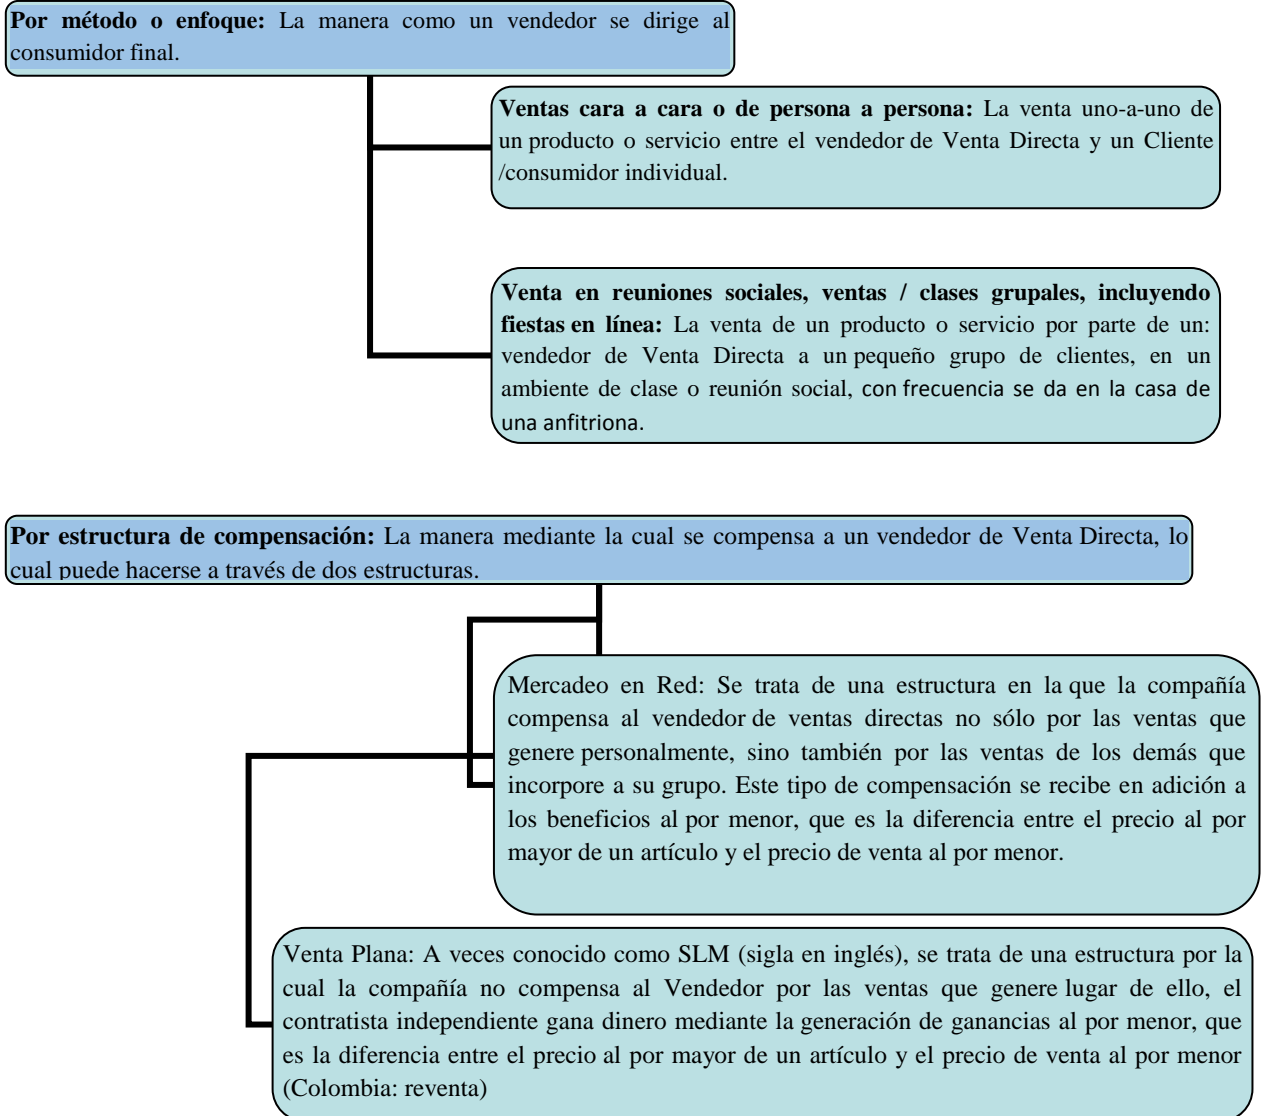 Por método o enfoque: La manera como un vendedor se dirige al
consumidor final.
Ventas cara a cara o de persona a persona: La venta uno-a-uno de
un producto o servicio entre el vendedor de Venta Directa y un Cliente
/consumidor individual.
Venta en reuniones sociales, ventas / clases grupales, incluyendo
fiestas en línea: La venta de un producto o servicio por parte de un:
vendedor de Venta Directa a un pequeño grupo de clientes, en un
ambiente de clase o reunión social, con frecuencia se da en la casa de
una anfitriona.
Por estructura de compensación: La manera mediante la cual se compensa a un vendedor de Venta Directa, lo
cual puede hacerse a través de dos estructuras.
Mercadeo en Red: Se trata de una estructura en la que la compañía
compensa al vendedor de ventas directas no sólo por las ventas que
genere personalmente, sino también por las ventas de los demás que
incorpore a su grupo. Este tipo de compensación se recibe en adición a
los beneficios al por menor, que es la diferencia entre el precio al por
mayor de un artículo y el precio de venta al por menor.
Venta Plana: A veces conocido como SLM (sigla en inglés), se trata de una estructura por la
cual la compañía no compensa al Vendedor por las ventas que genere lugar de ello, el
contratista independiente gana dinero mediante la generación de ganancias al por menor, que
es la diferencia entre el precio al por mayor de un artículo y el precio de venta al por menor
(Colombia: reventa)